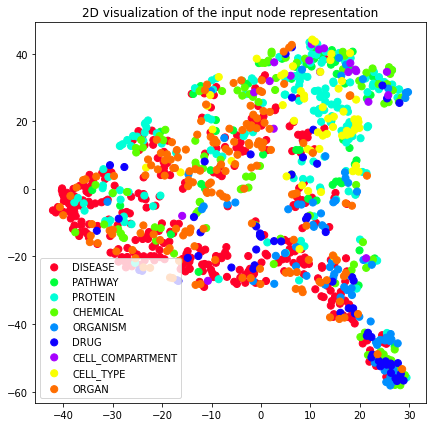 2D visualization of the input node representation
40
20
0
−20
−40
−60
DISEASE
PATHWAY
PROTEIN
CHEMICAL
ORGANISM
DRUG
CELL_COMPARTMENT
CELL_TYPE
ORGAN
−40 −30 −20 −10 0 10 20 30